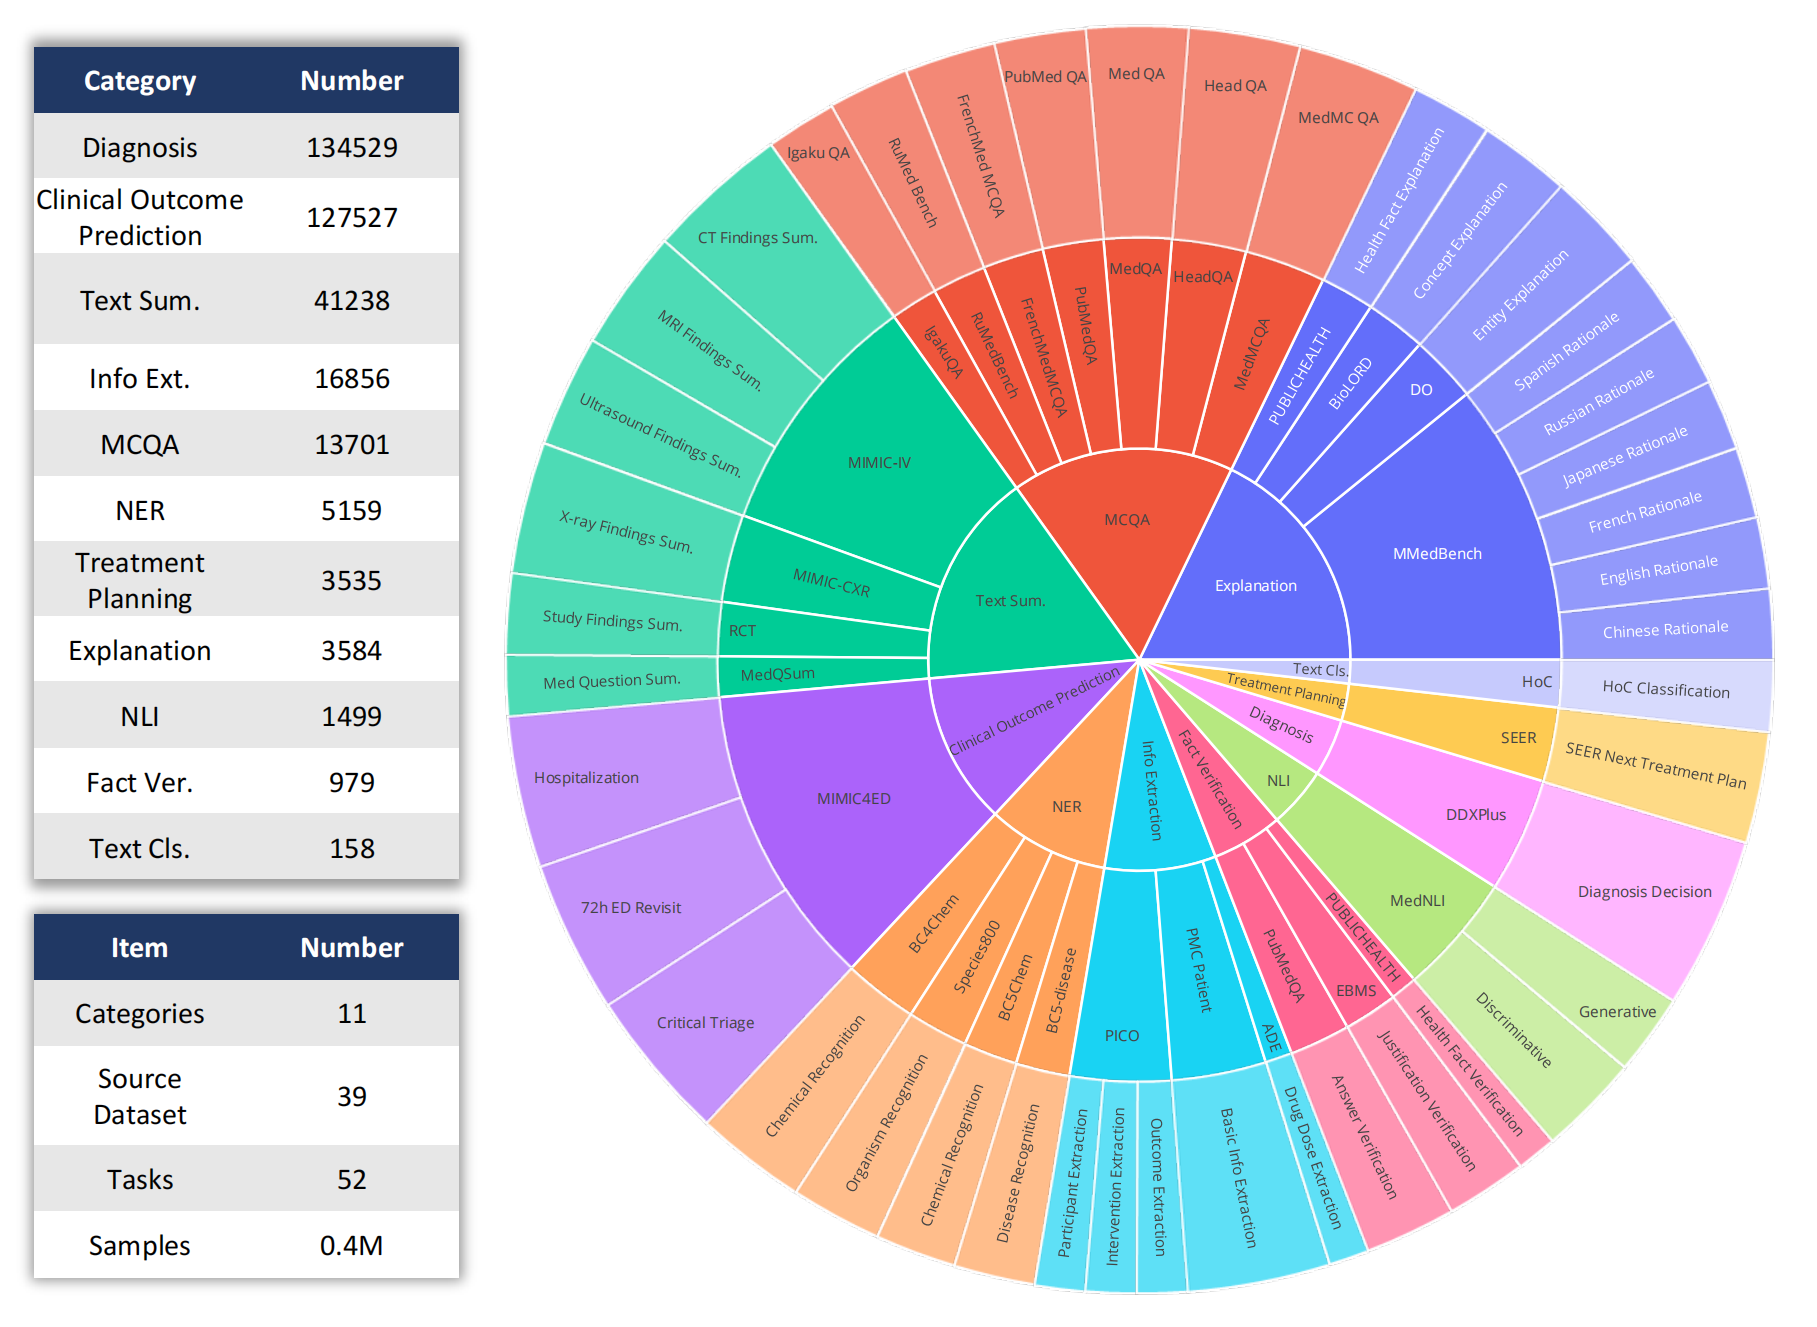 Category Number
Diagnosis 134529
Clinical Outcome
Prediction 127527
Text Sum. 41238
Info Ext. 16856
MCQA 13701
NER 5159
Treatment
Planning 3535
Explanation 3584
NLI 1499
Fact Ver. 979
Text Cls. 158
Item Number
Categories 11
Source
Dataset 39
Tasks 52
Samples 0.4M
MCQA
Explanation
Text Cls.
Treatment Planning
Diagnosis
NLI
Fact Verification
Info Extraction
NER
Clinical Outcome Prediction
Text Sum.
IgakuQA
RuMedBench
FrenchMedMCQA
PubMedQA
MedQA
HeadQA
MedMCQA
PUBLICHEALTH
BioLORD
DO
MMedBench
HoC
SEER
DDXPlus
MedNLI
PUBLICHEALTH
EBMS
PubMedQA
ADE
PMC Patient
PICO
BC5-disease
BC5Chem
Species800
BC4Chem
MIMIC4ED
MedQSum
RCT
MIMIC-CXR
MIMIC-IV
Igaku QA
RuMed Bench
FrenchMed MCQA
PubMed QA
Med QA
Head QA
MedMC QA
Health Fact Explanation
Concept Explanation
Entity Explanation
Spanish Rationale
Russian Rationale
Japanese Rationale
French Rationale
English Rationale
Chinese Rationale
HoC Classification
SEER Next Treatment Plan
Diagnosis Decision
Generative
Discriminative
Health Fact Verification
Justification Verification
Answer Verification
Drug Dose Extraction
Basic Info Extraction
Outcome Extraction
Intervention Extraction
Participant Extraction
Disease Recognition
Chemical Recognition
Organism Recognition
Chemical Recognition
Critical Triage
72h ED Revisit
Hospitalization
Med Question Sum.
Study Findings Sum.
X-ray Findings Sum.
Ultrasound Findings Sum.
MRI Findings Sum.
CT Findings Sum.